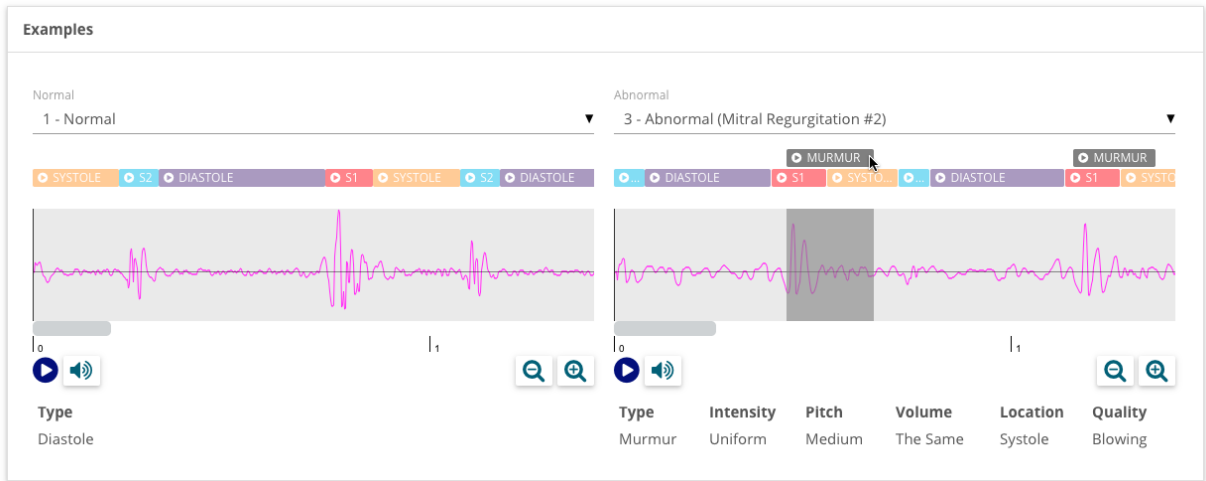 Examples
Normal
1 - Normal
Abnormal
3 - Abnormal (Mitral Regurgitation #2)
MURMUR MURMUR
SYSTOLE S2 DIASTOLE S1 SYSTOLE S2 DIASTOLE
... DIASTOLE S1 SYSTO... ... DIASTOLE S1 SYSTO
0 1
0 1
Type
Diastole
Type Intensity Pitch Volume Location Quality
Murmur Uniform Medium The Same Systole Blowing